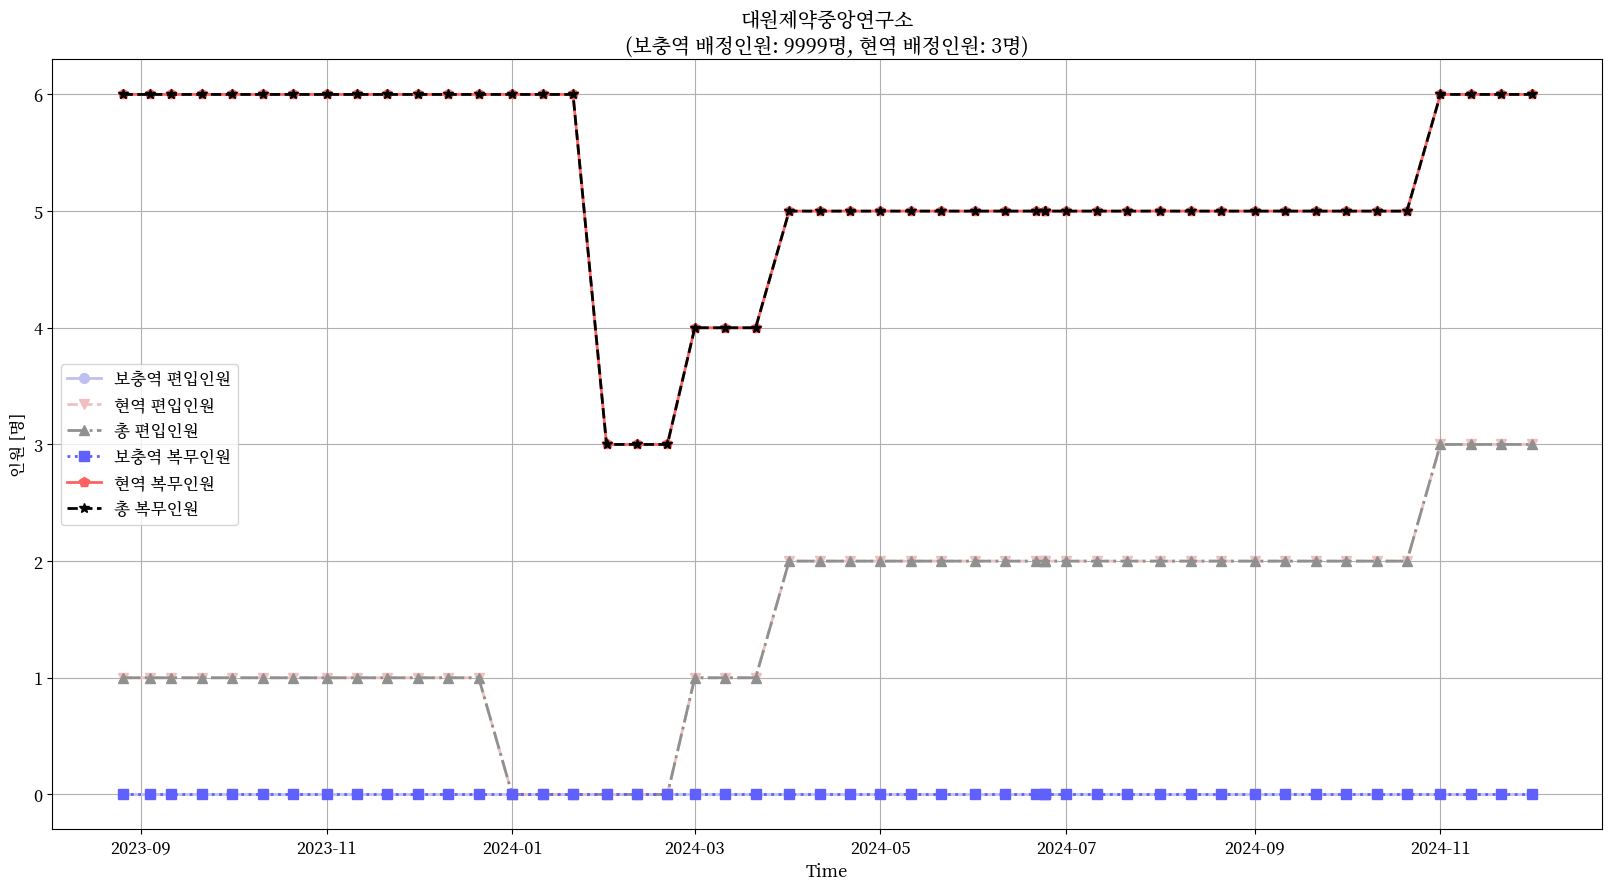 대원제약중앙연구소
(보충역 배정인원: 9999명, 현역 배정인원: 3명)
인원 [명]
6
5
4
3
2
1
0
보충역 편입인원
현역 편입인원
총 편입인원
보충역 복무인원
현역 복무인원
총 복무인원
2023-09
2023-11
2024-01
2024-03
2024-05
2024-07
2024-09
2024-11
Time